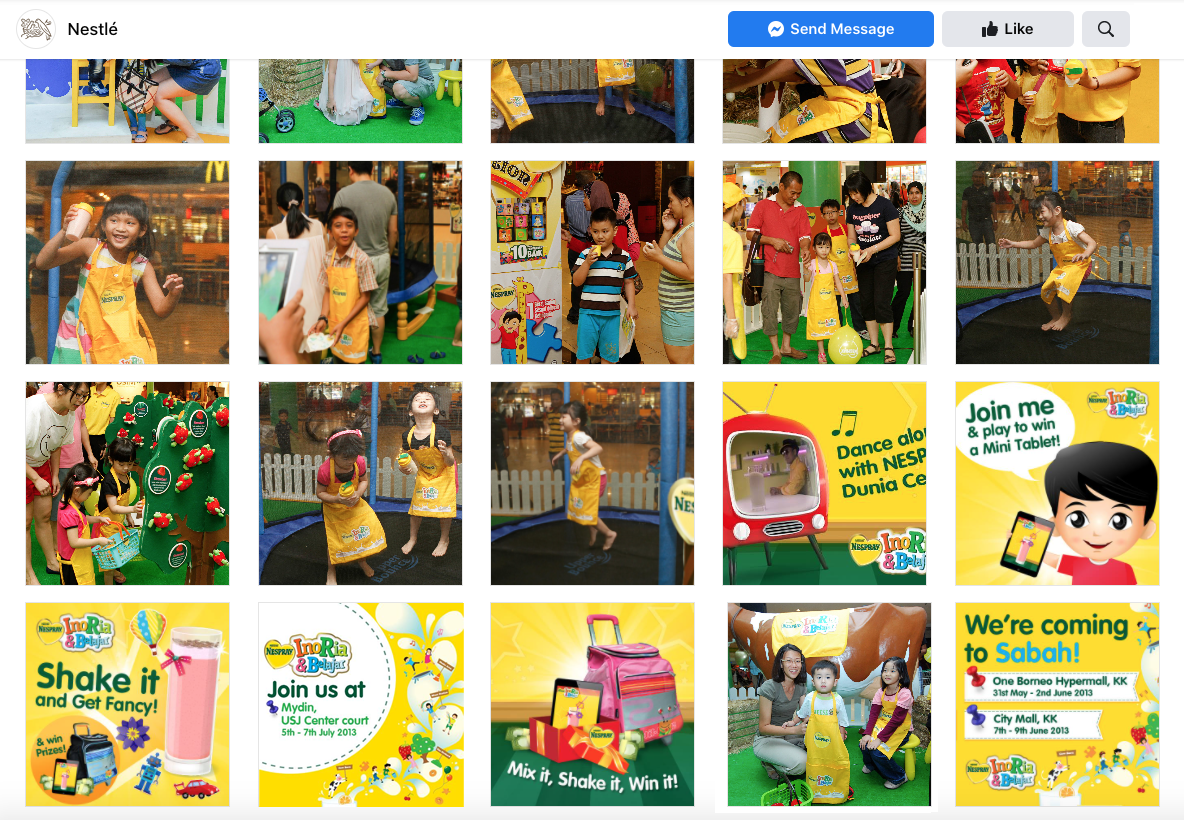 Nestlé
Send Message
Like
NESPRAY
10
BANK
NESPRAY
Dance alo
with NESP
Dunia Ce
NESPRAY
InoR
& Bela
Join me
& play to win
a Mini Tablet!
NESPRAY
InoRia
& Belajar
NESPRAY
InoRia
& Belajar
Shake it
and Get Fancy!
& win
Prizes!
NESPRAY
InoRia
& Belajar
Join us at
Mydin,
USJ Center court
5th - 7th July 2013
NESPRAY
Mix it, Shake it, Win it!
InoRia
& Belajar
We're coming
to Sabah!
One Borneo Hypermall, KK
31st May - 2nd June 2013
City Mall, KK
7th - 9th June 2013
NESPRAY
InoRia
& Belajar